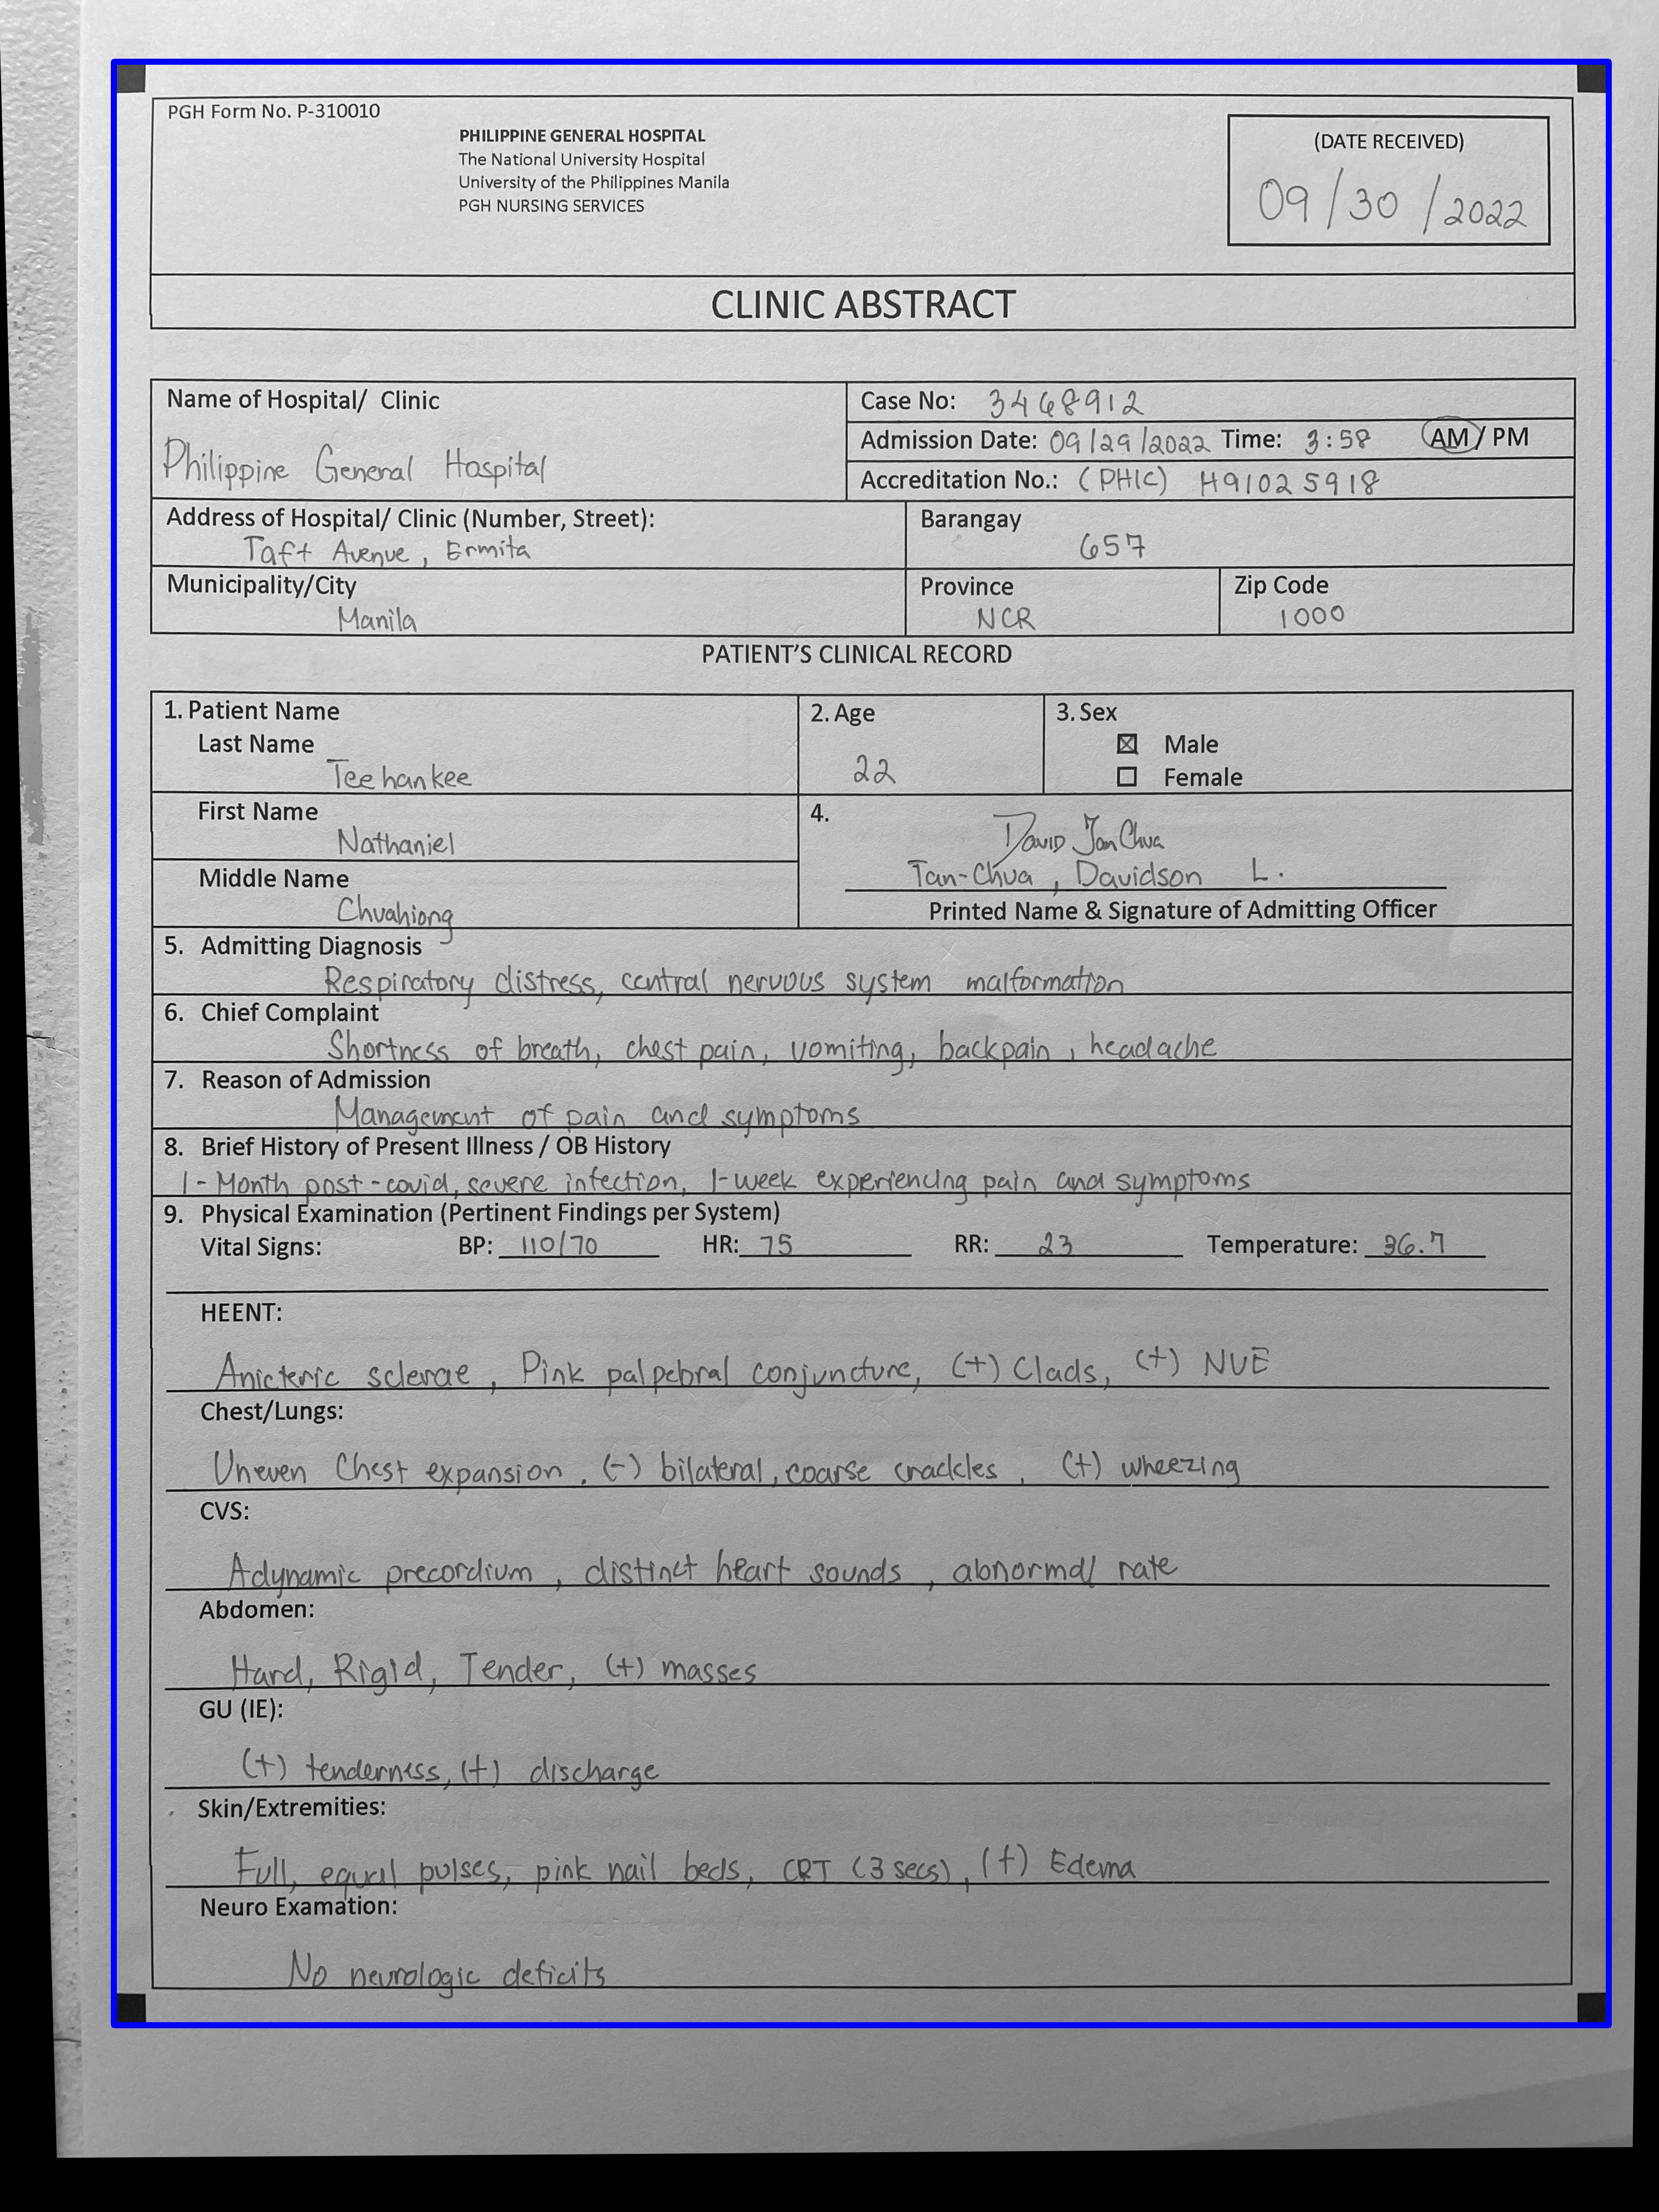 PGH Form No. P-310010
PHILIPPINE GENERAL HOSPITAL
The National University Hospital
University of the Philippines Manila
PGH NURSING SERVICES
(DATE RECEIVED)
09/30/2022
CLINIC ABSTRACT
Name of Hospital/ Clinic
Philippine General Hospital
Case No: 3468912
Admission Date: 09/29/2022 Time: 3:58 AM/ PM
Accreditation No.: (PHIC) H91025918
Address of Hospital/ Clinic (Number, Street):
Taft Avenue, Ermita
Barangay
657
Municipality/City
Manila
Province
NCR
Zip Code
1000
PATIENT'S CLINICAL RECORD
1. Patient Name
Last Name
Teehankee
2. Age
22
3. Sex
☒ Male
☐ Female
First Name
Nathaniel
Middle Name
Chuahiong
4.
David Tan Chua
Tan-Chua, Davidson L.
Printed Name & Signature of Admitting Officer
5. Admitting Diagnosis
Respiratory distress, central nervous system malformation
6. Chief Complaint
Shortness of breath, chest pain, vomiting, backpain, headache
7. Reason of Admission
Management of pain and symptoms
8. Brief History of Present Illness / OB History
1-Month post-covid, severe infection, 1-week experiencing pain and symptoms
9. Physical Examination (Pertinent Findings per System)
Vital Signs: BP: 110/70 HR: 75 RR: 23 Temperature: 36.7
HEENT:
Anicteric sclerae, Pink palpebral conjuncture, (+) Clads, (+) NUE
Chest/Lungs:
Uneven Chest expansion, (-) bilateral, coarse crackles, (+) wheezing
CVS:
Adynamic precordium, distinct heart sounds, abnormal rate
Abdomen:
Hard, Rigid, Tender, (+) masses
GU (IE):
(+) tenderness, (+) discharge
Skin/Extremities:
Full, equal pulses, pink nail beds, CRT (3 secs), (+) Edema
Neuro Examation:
No neurologic deficits